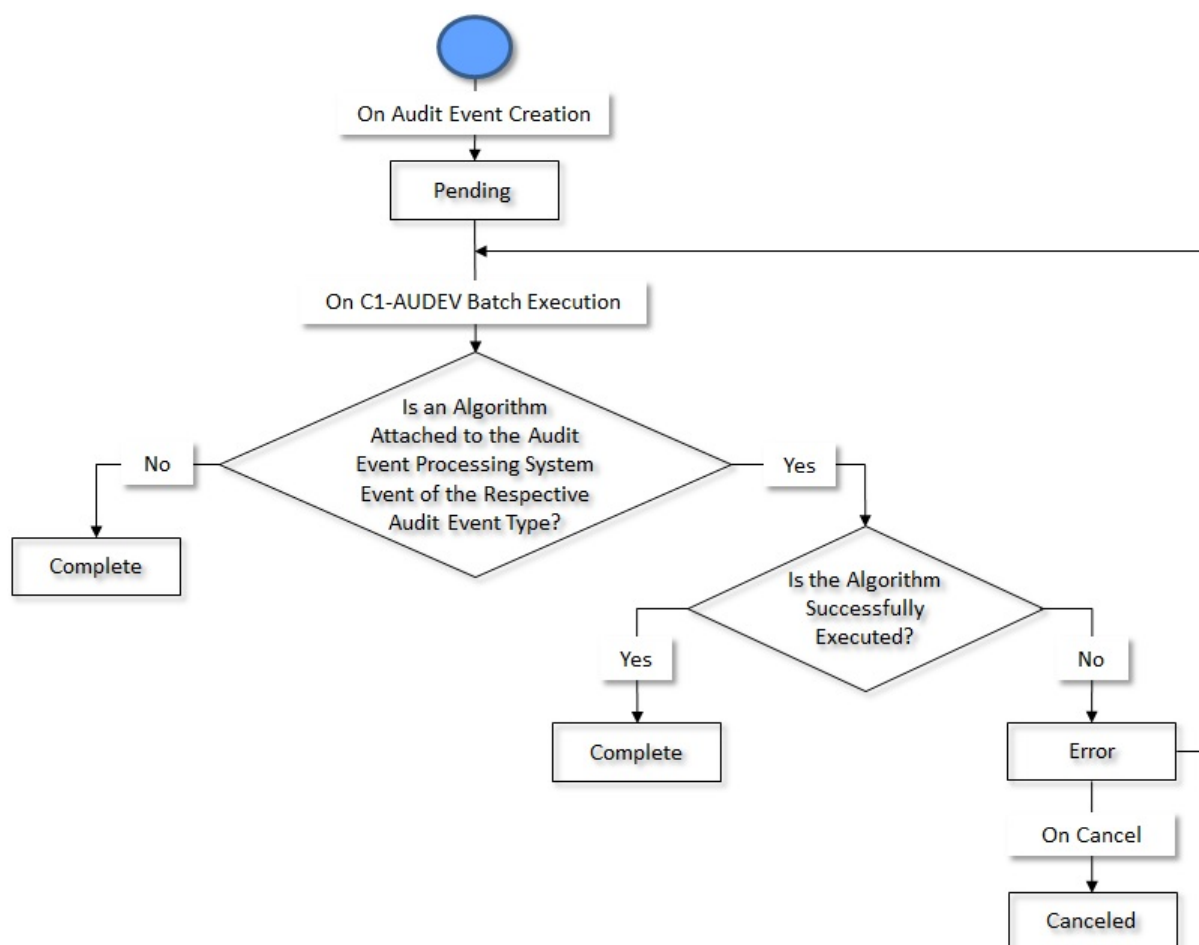 On Audit Event Creation
Pending
On C1-AUDEV Batch Execution
Is an Algorithm
Attached to the Audit
Event Processing System
Event of the Respective
Audit Event Type?
No
Yes
Complete
Is the Algorithm
Successfully
Executed?
Yes
No
Complete
Error
On Cancel
Canceled